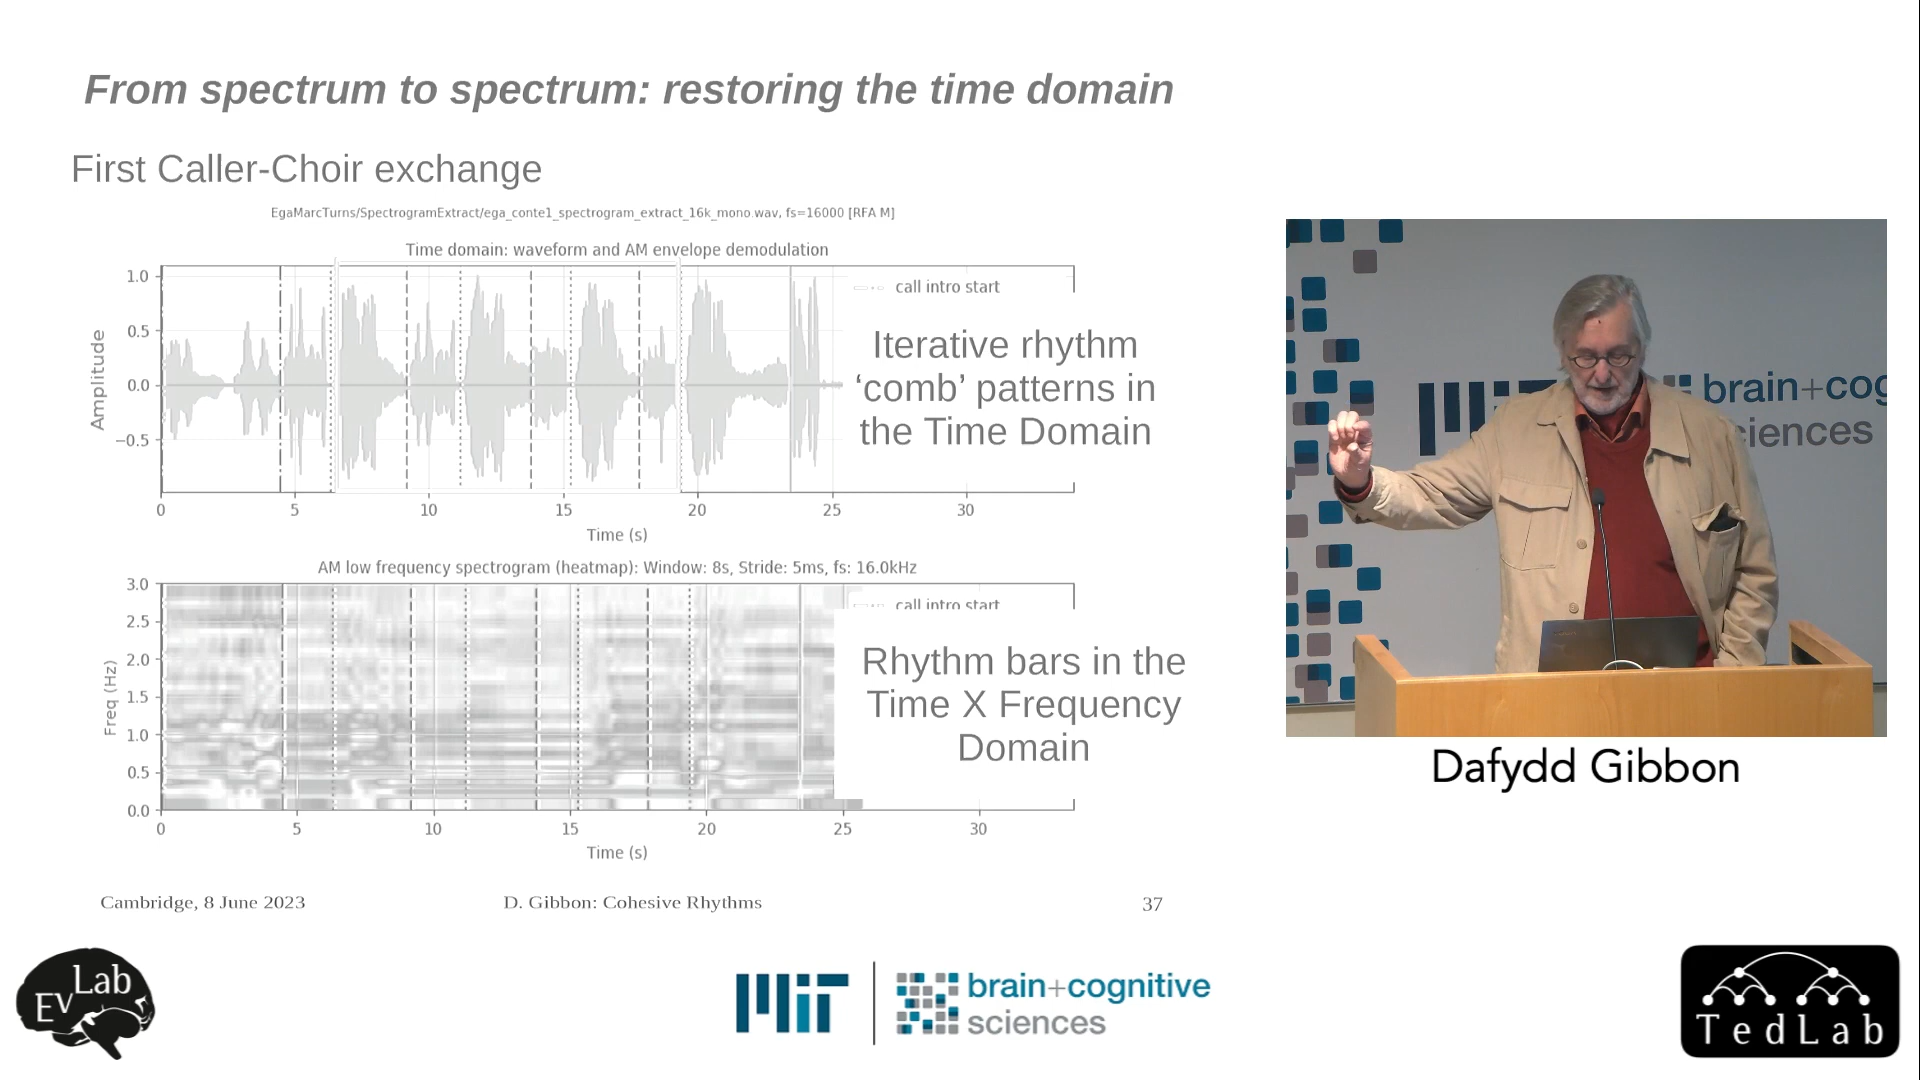 From spectrum to spectrum: restoring the time domain
First Caller-Choir exchange
EgaMarcTurns/SpectrogramExtract/ega_conte1_spectrogram_extract_16k_mono.wav, fs=16000 [RFA M]
Time domain: waveform and AM envelope demodulation
1.0
0.5
0.0
−0.5
Amplitude
call intro start
Iterative rhythm
‘comb’ patterns in
the Time Domain
0 5 10 15 20 25 30
Time (s)
AM low frequency spectrogram (heatmap): Window: 8s, Stride: 5ms, fs: 16.0kHz
3.0
2.5
2.0
1.5
1.0
0.5
0.0
Freq (Hz)
call intro start
Rhythm bars in the
Time X Frequency
Domain
0 5 10 15 20 25 30
Time (s)
Cambridge, 8 June 2023 D. Gibbon: Cohesive Rhythms 37
brain+cog
ciences
Dafydd Gibbon
EV Lab
MIT
brain+cognitive
sciences
TedLab